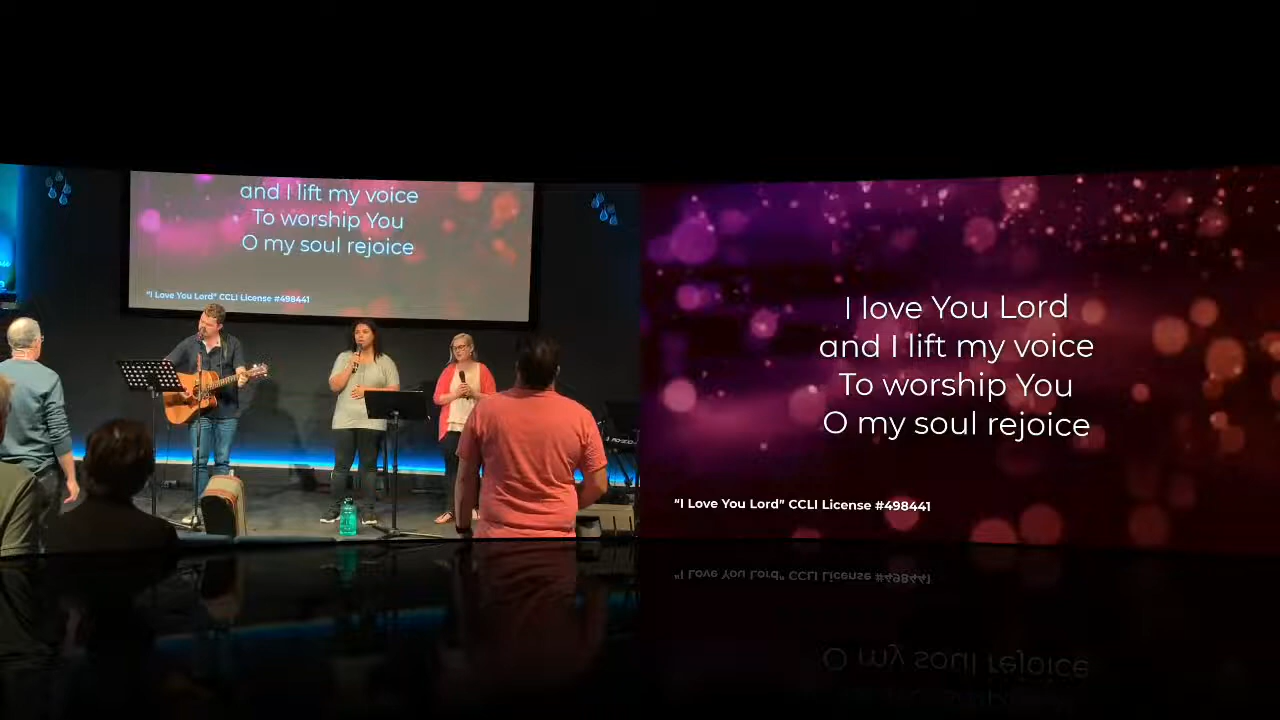 and I lift my voice
To worship You
O my soul rejoice
"I Love You Lord" CCLI License #498441
I love You Lord
and I lift my voice
To worship You
O my soul rejoice
"I Love You Lord" CCLI License #498441